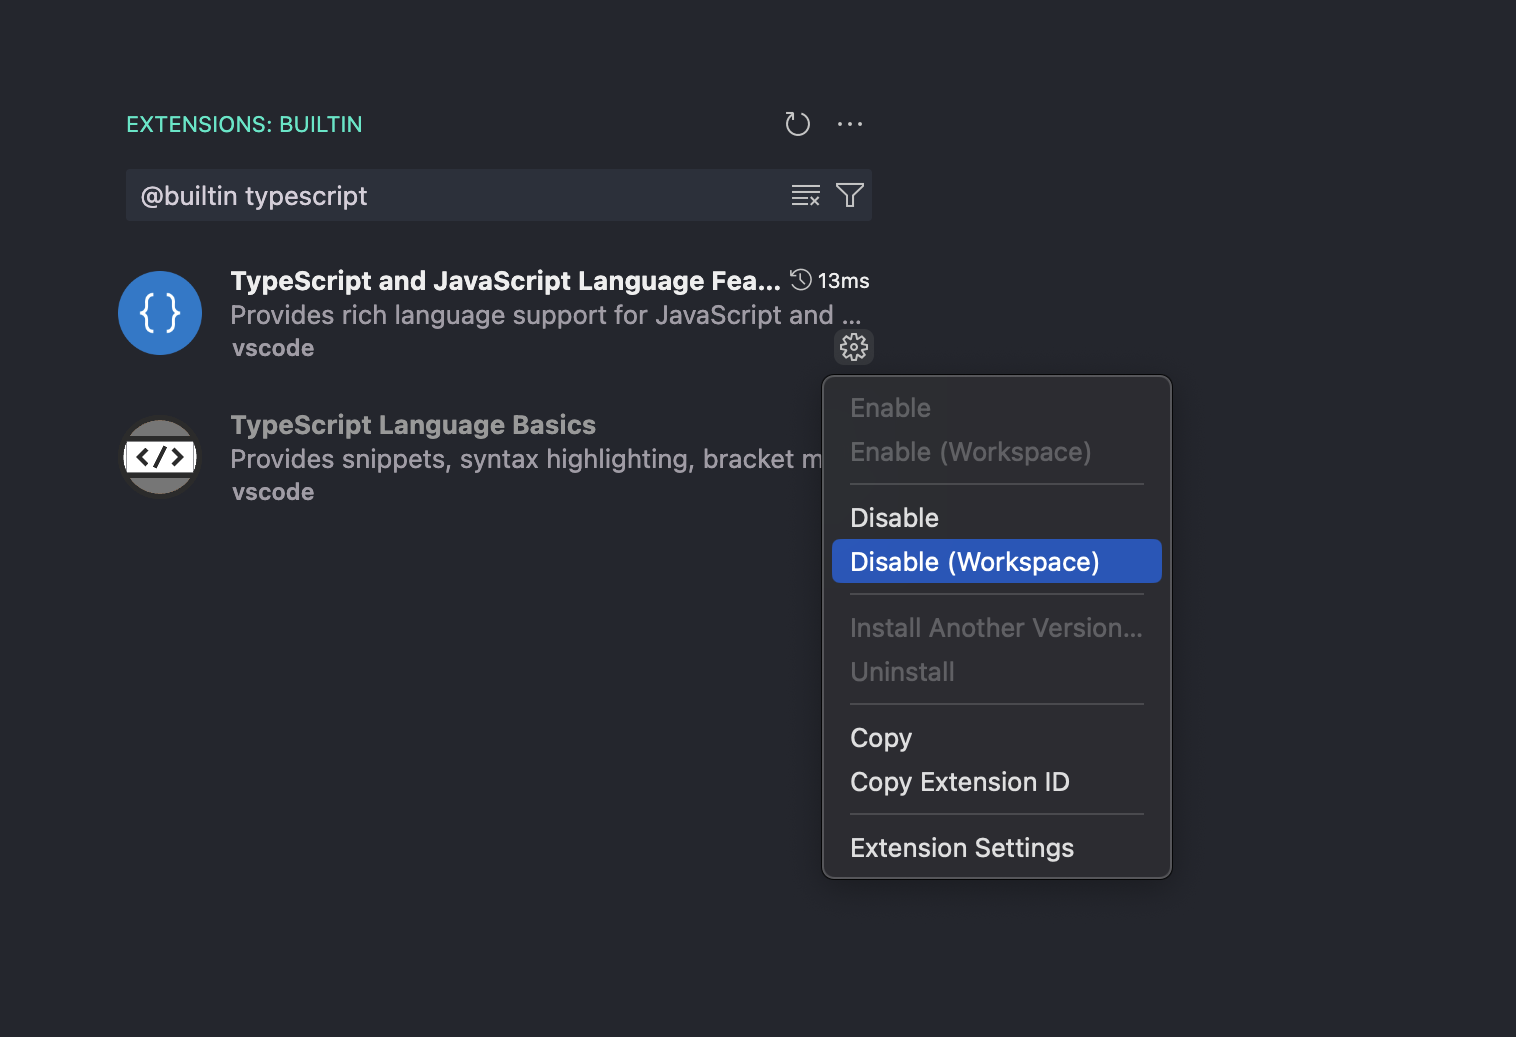 EXTENSIONS: BUILTIN
@builtin typescript
TypeScript and JavaScript Language Fea... 13ms
Provides rich language support for JavaScript and ...
vscode
TypeScript Language Basics
Provides snippets, syntax highlighting, bracket m
vscode
Enable
Enable (Workspace)
Disable
Disable (Workspace)
Install Another Version...
Uninstall
Copy
Copy Extension ID
Extension Settings